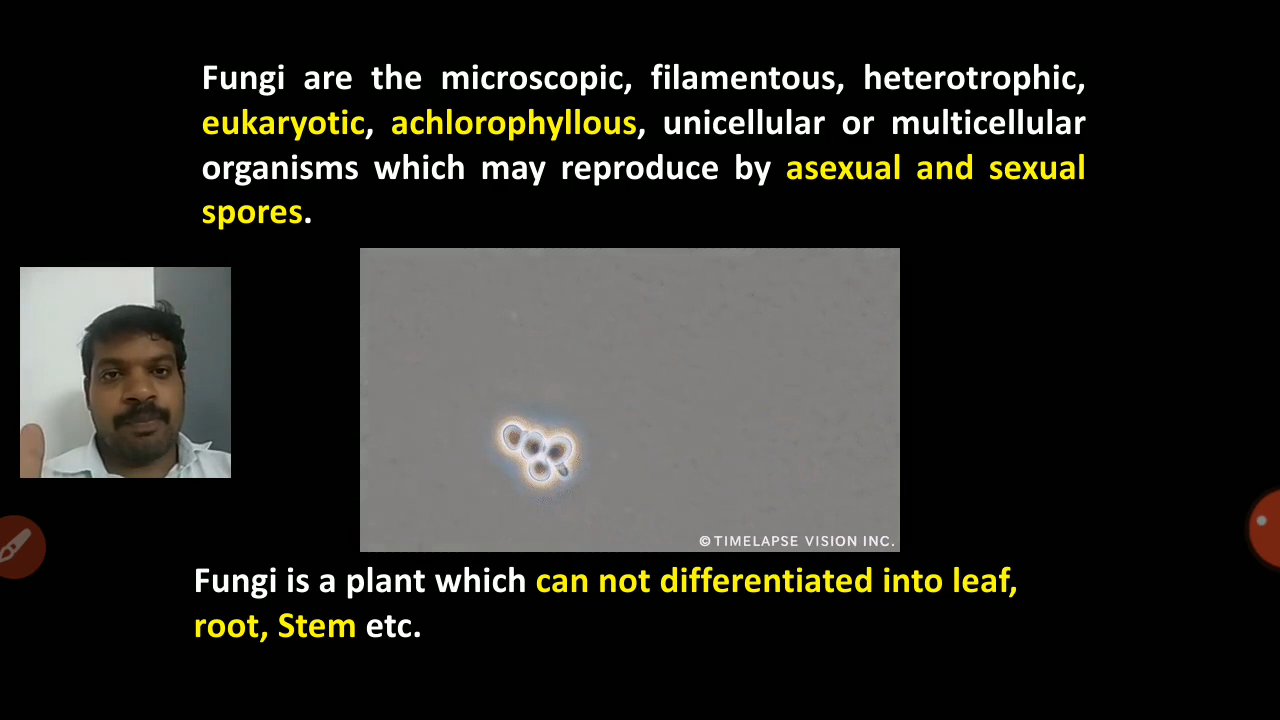 Fungi are the microscopic, filamentous, heterotrophic,
eukaryotic, achlorophyllous, unicellular or multicellular
organisms which may reproduce by asexual and sexual
spores.
©TIMELAPSE VISION INC.
Fungi is a plant which can not differentiated into leaf,
root, Stem etc.